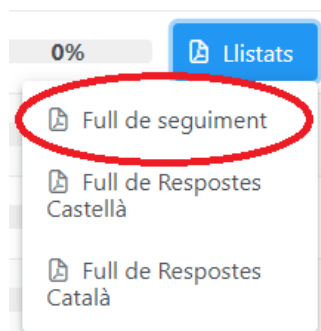 0%
Llistats
Full de seguiment
Full de Respostes
Castellà
Full de Respostes
Català